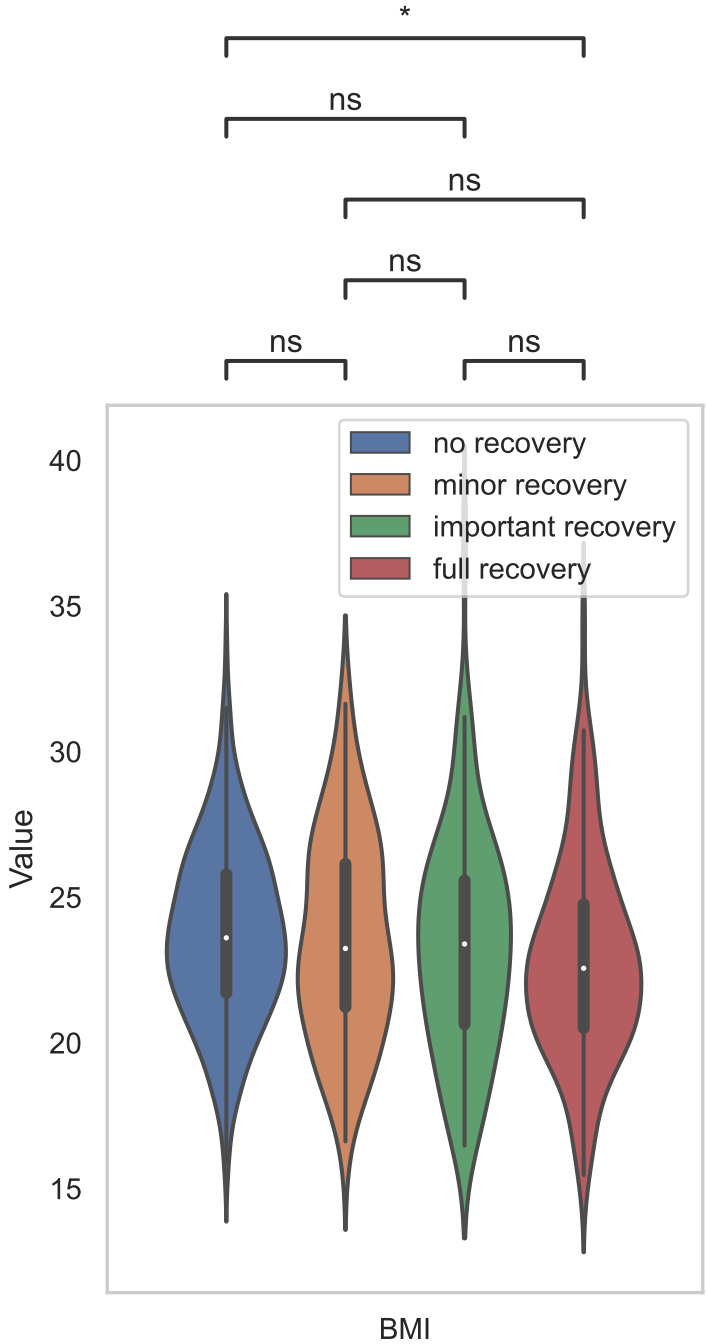 *
ns
ns
ns
ns ns
no recovery
minor recovery
important recovery
full recovery
40
35
30
25
20
15
Value
BMI